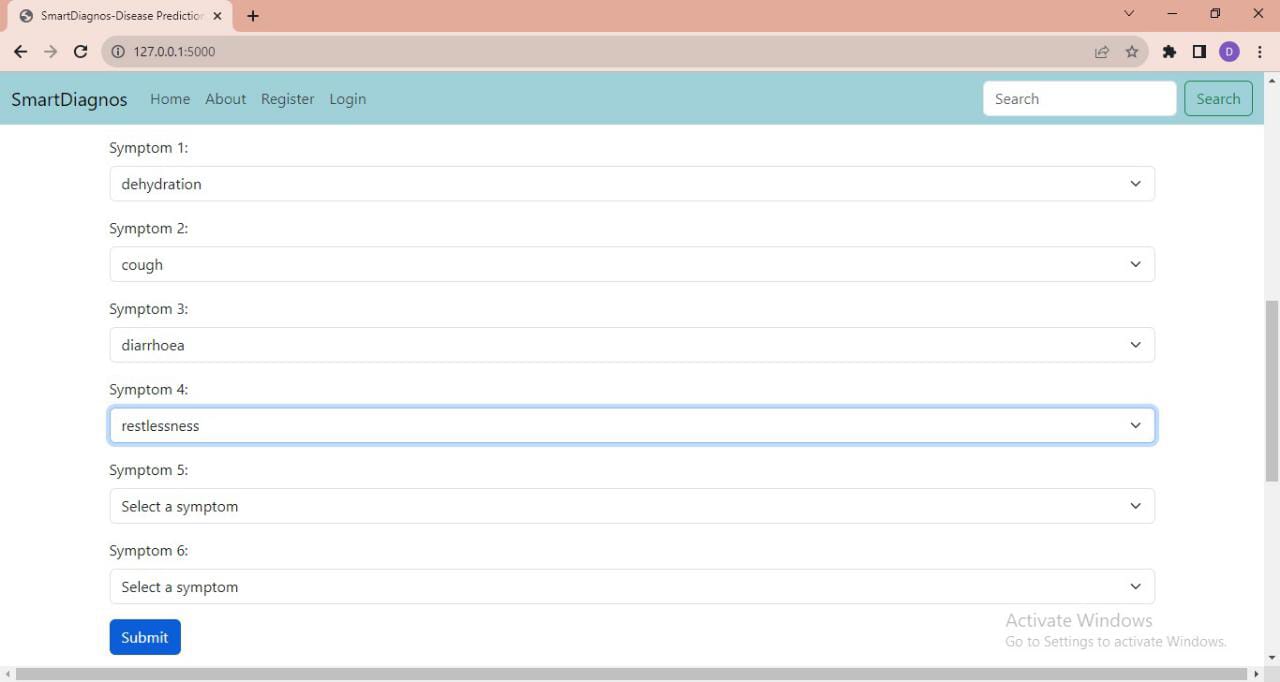 SmartDiagnos-Disease Prediction
127.0.0.1:5000
D
SmartDiagnos Home About Register Login Search Search
Symptom 1:
dehydration
Symptom 2:
cough
Symptom 3:
diarrhoea
Symptom 4:
restlessness
Symptom 5:
Select a symptom
Symptom 6:
Select a symptom
Submit
Activate Windows
Go to Settings to activate Windows.